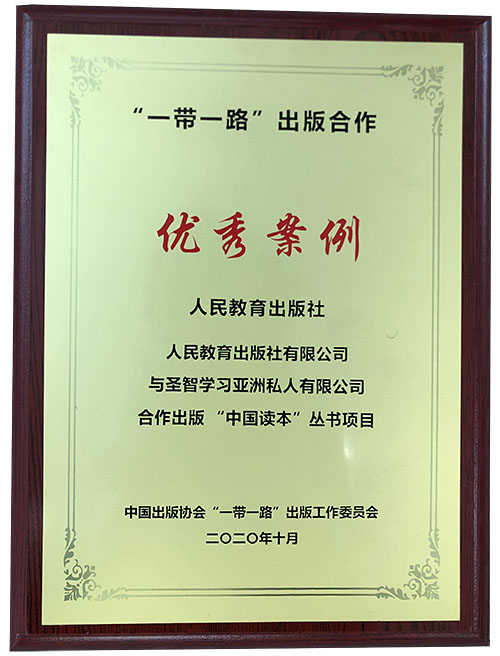 “一带一路”出版合作
优秀案例
人民教育出版社
人民教育出版社有限公司
与圣智学习亚洲私人有限公司
合作出版“中国读本”丛书项目
中国出版协会“一带一路”出版工作委员会
二〇二〇年十月